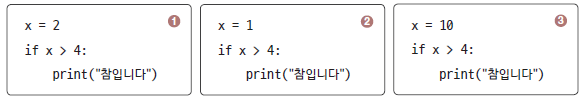 x = 2 ❶
if x > 4:
    print("참입니다")
x = 1 ❷
if x > 4:
    print("참입니다")
x = 10 ❸
if x > 4:
    print("참입니다")